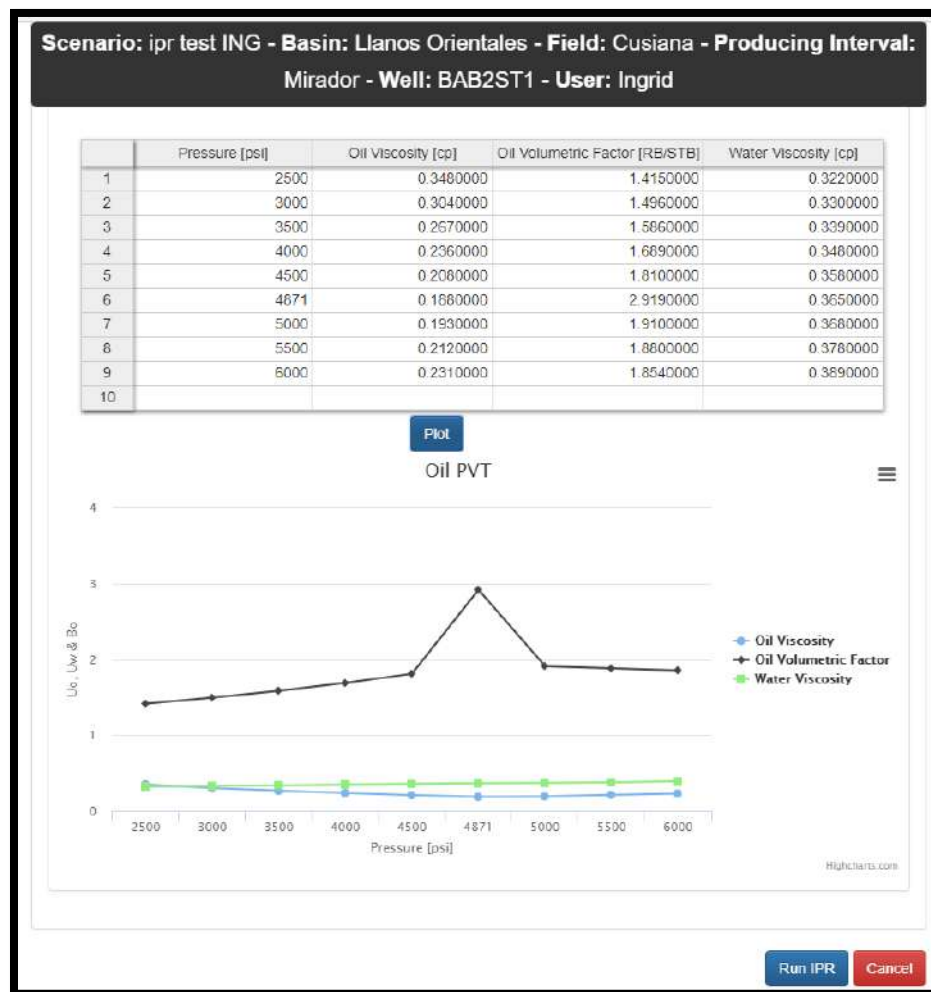 Scenario: ipr test ING - Basin: Llanos Orientales - Field: Cusiana - Producing Interval:
Mirador - Well: BAB2ST1 - User: Ingrid
Pressure [psi] Oil Viscosity [cp] Oil Volumetric Factor [RB/STB] Water Viscosity [cp]
1 2500 0.3480000 1.4150000 0.3220000
2 3000 0.3040000 1.4960000 0.3300000
3 3500 0.2670000 1.5860000 0.3390000
4 4000 0.2360000 1.6890000 0.3480000
5 4500 0.2080000 1.8100000 0.3580000
6 4871 0.1880000 2.9190000 0.3650000
7 5000 0.1930000 1.9100000 0.3680000
8 5500 0.2120000 1.8800000 0.3780000
9 6000 0.2310000 1.8540000 0.3890000
10
Plot
Oil PVT
4
3
2
1
0
Uo, Uw & Bo
2500 3000 3500 4000 4500 4871 5000 5500 6000
Pressure [psi]
Oil Viscosity
Oil Volumetric Factor
Water Viscosity
Highcharts.com
Run IPR Cancel